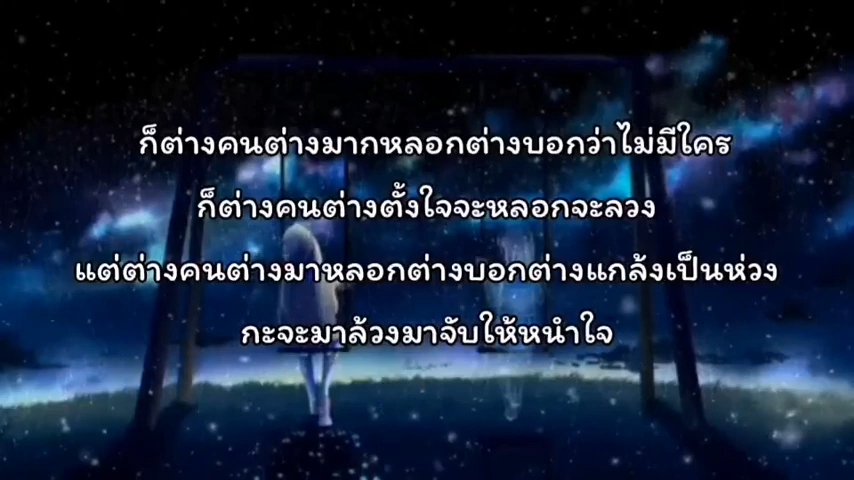 ก็ต่างคนต่างมากหลอกต่างบอกว่าไม่มีใคร
ก็ต่างคนต่างตั้งใจจะหลอกจะลวง
แต่ต่างคนต่างมาหลอกต่างบอกต่างแกล้งเป็นห่วง
กะจะมาล้วงมาจับให้หนำใจ